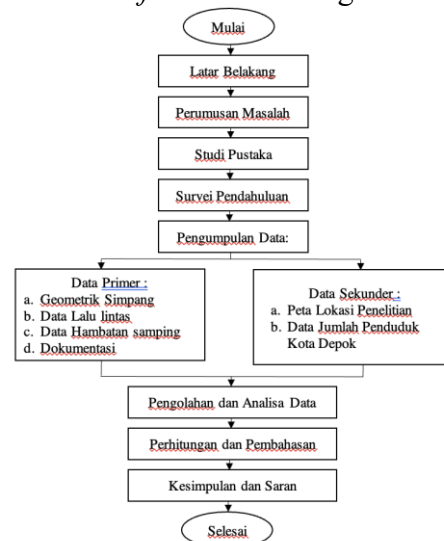 Mulai
Latar Belakang
Perumusan Masalah
Studi Pustaka
Survei Pendahuluan
Pengumpulan Data:
Data Primer :
a. Geometrik Simpang
b. Data Lalu lintas
c. Data Hambatan samping
d. Dokumentasi
Data Sekunder :
a. Peta Lokasi Penelitian
b. Data Jumlah Penduduk
Kota Depok
Pengolahan dan Analisa Data
Perhitungan dan Pembahasan
Kesimpulan dan Saran
Selesai